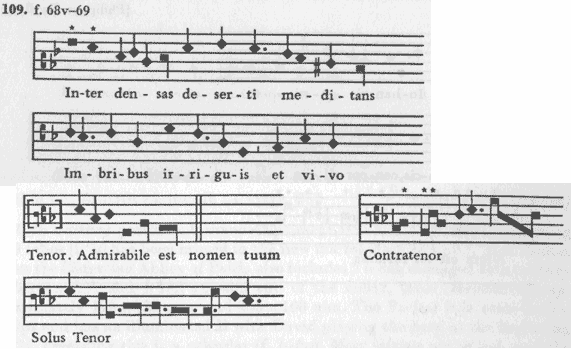 109. f. 68v-69
* *
In-ter den - sas de - ser - ti me - di - tans
Im - bri - bus ir - ri - gu - is et vi - vo
* **
Tenor. Admirabile est nomen tuum
Contratenor
Solus Tenor